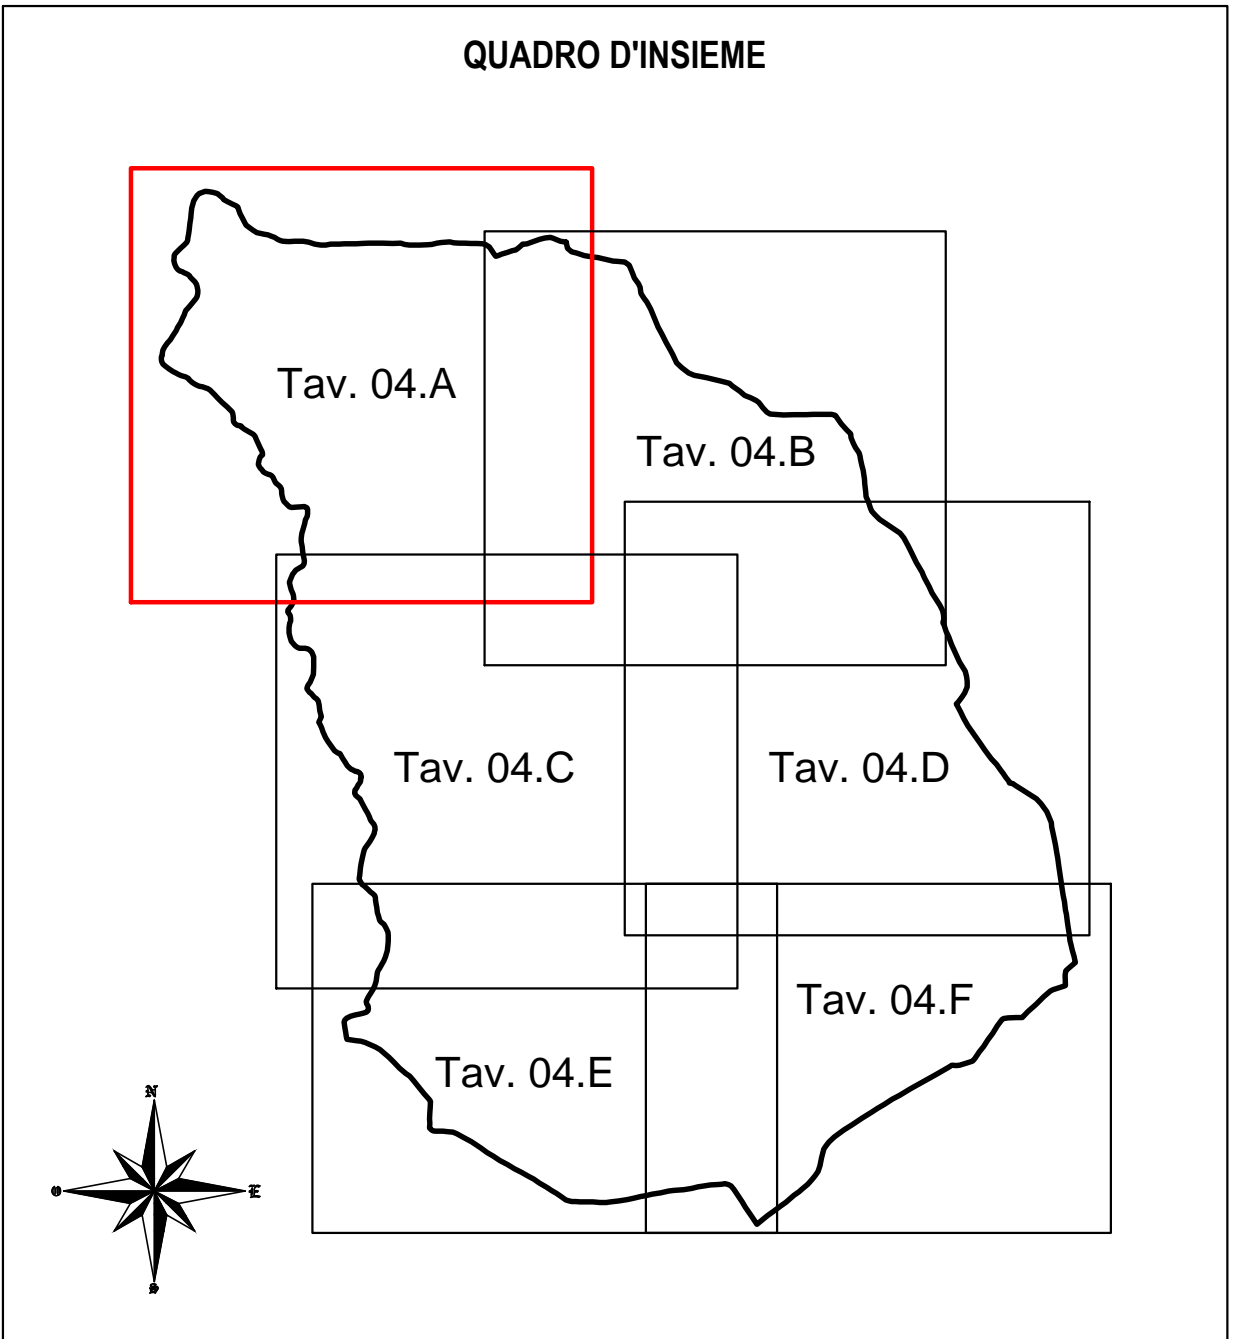 QUADRO D'INSIEME
Tav. 04.A
Tav. 04.B
Tav. 04.C
Tav. 04.D
Tav. 04.F
Tav. 04.E
N
O
E
S